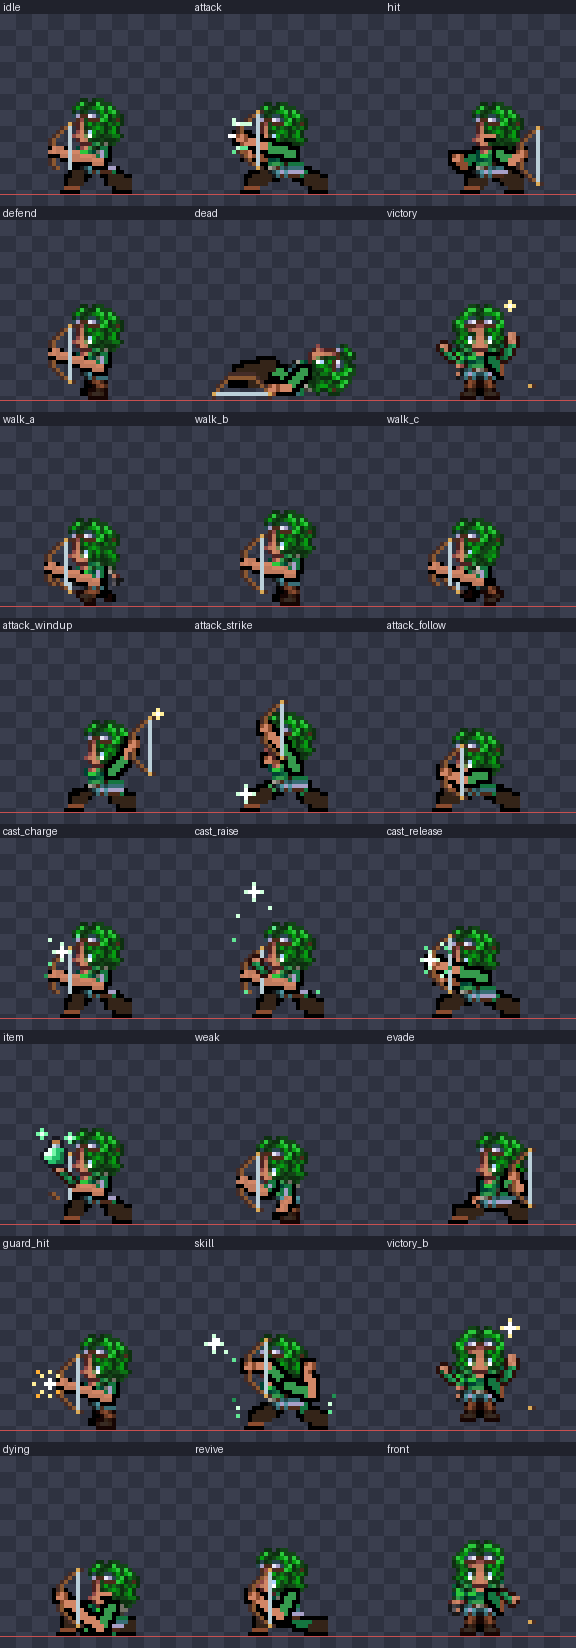 idle attack hit
defend dead victory
walk_a walk_b walk_c
attack_windup attack_strike attack_follow
cast_charge cast_raise cast_release
item weak evade
guard_hit skill victory_b
dying revive front